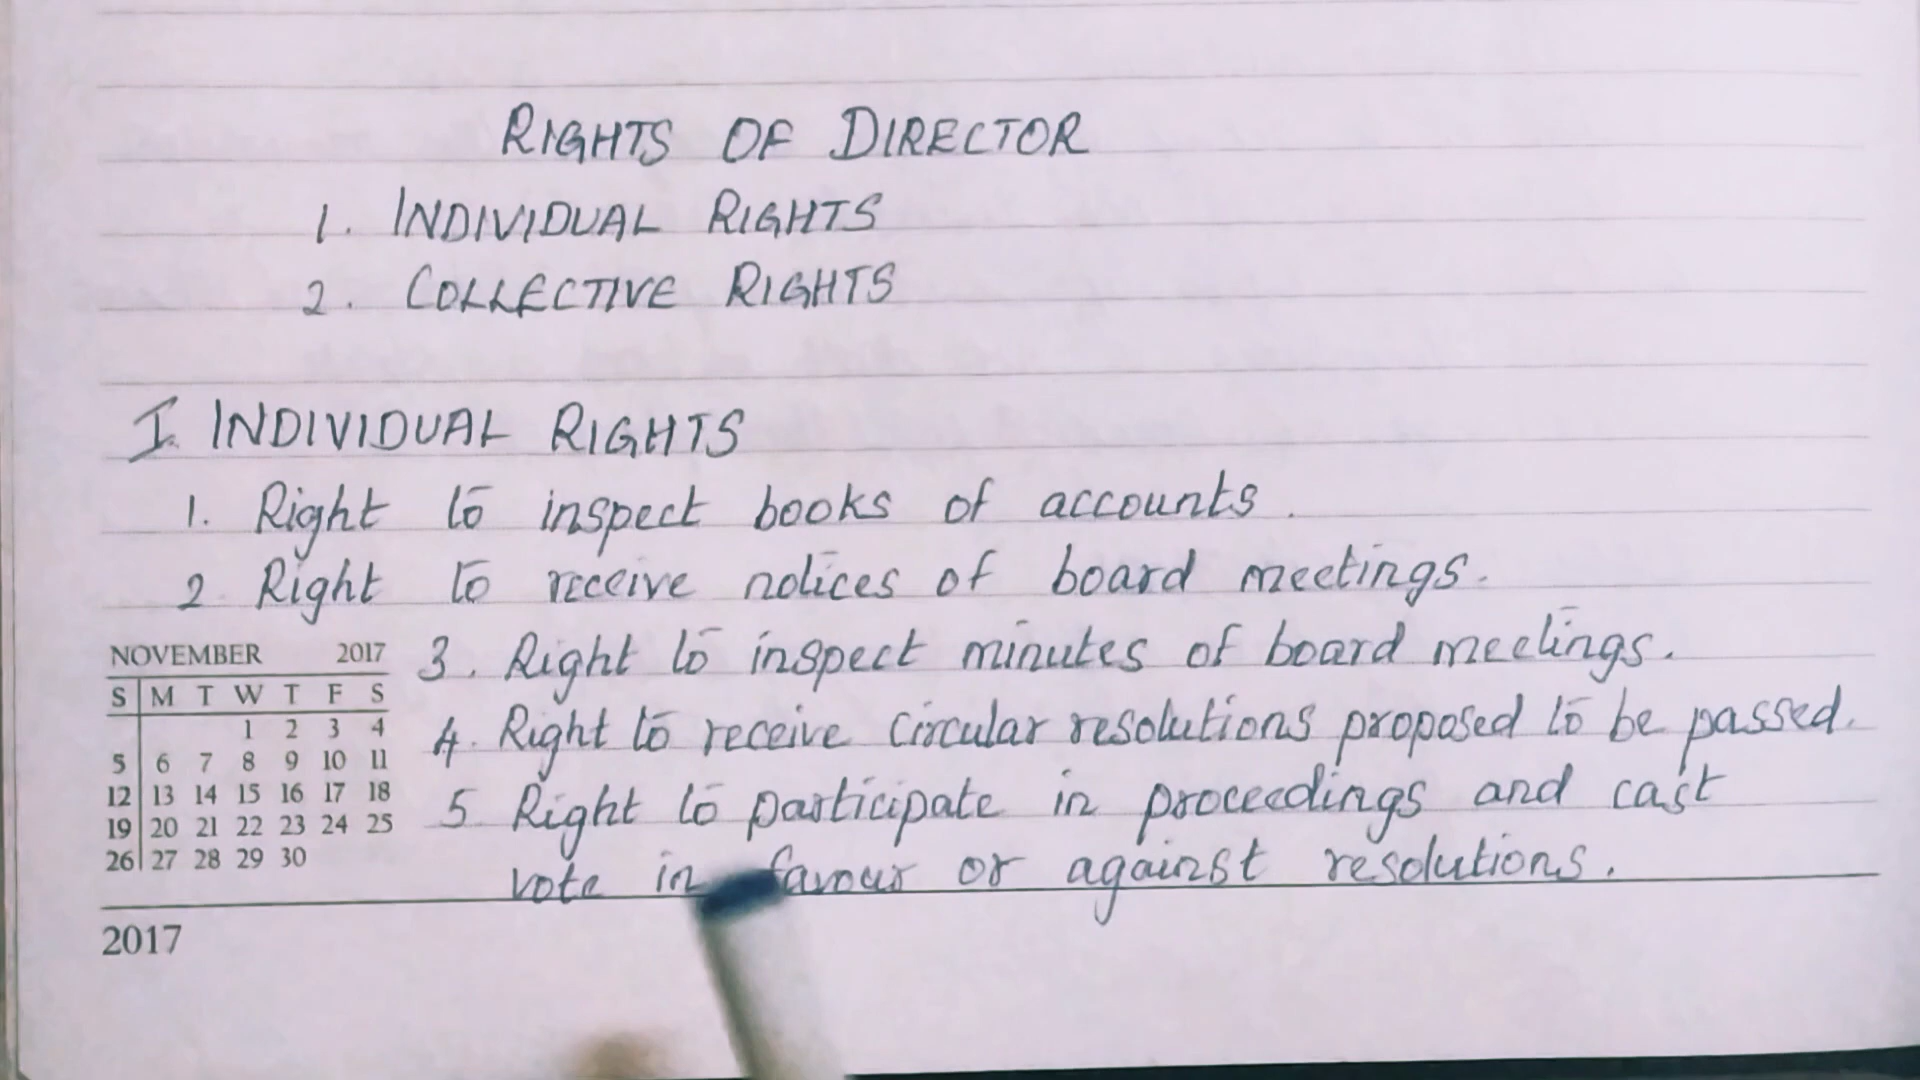 RIGHTS OF DIRECTOR
1. INDIVIDUAL RIGHTS
2. COLLECTIVE RIGHTS
I. INDIVIDUAL RIGHTS
1. Right to inspect books of accounts.
2. Right to receive notices of board meetings.
3. Right to inspect minutes of board meetings.
4. Right to receive circular resolutions proposed to be passed.
5. Right to participate in proceedings and cast
vote in favour or against resolutions.
NOVEMBER 2017
S M T W T F S
1 2 3 4
5 6 7 8 9 10 11
12 13 14 15 16 17 18
19 20 21 22 23 24 25
26 27 28 29 30
2017